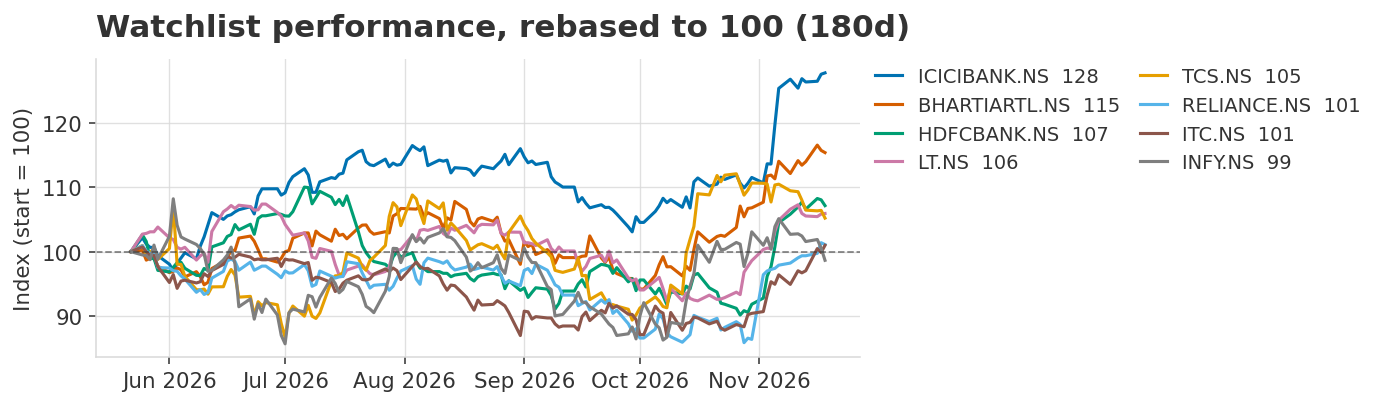 Watchlist performance, rebased to 100 (180d)
Index (start = 100)
120
110
100
90
Jun 2026 Jul 2026 Aug 2026 Sep 2026 Oct 2026 Nov 2026
ICICIBANK.NS 128 TCS.NS 105
BHARTIARTL.NS 115 RELIANCE.NS 101
HDFCBANK.NS 107 ITC.NS 101
LT.NS 106 INFY.NS 99